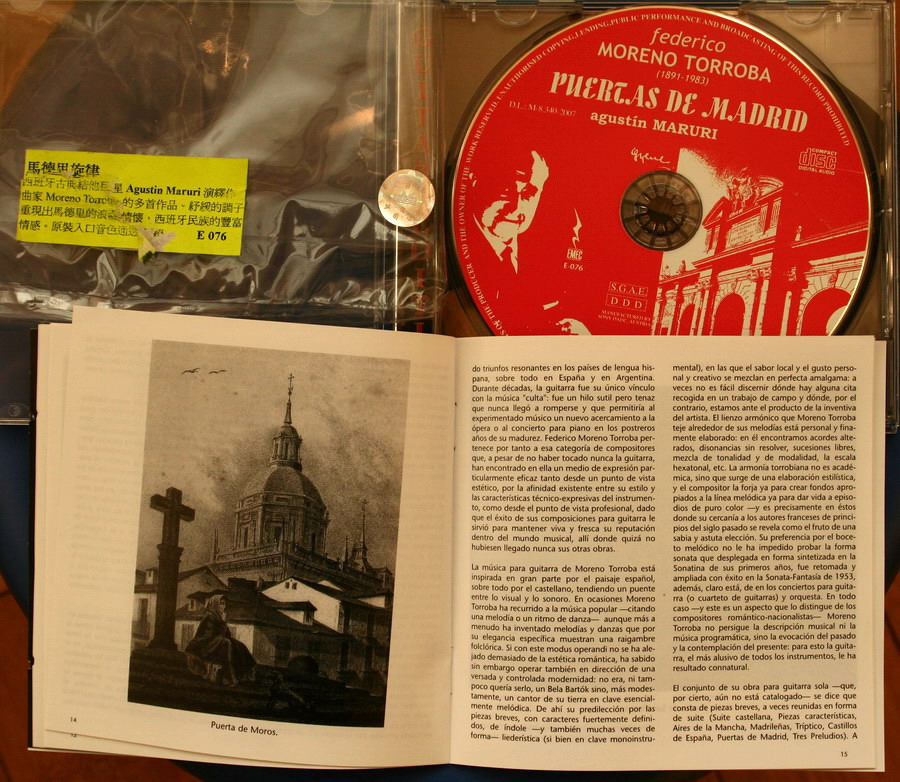 馬德里旋律
西班牙古典結他巨星 Agustin Maruri 演繹作
曲家 Moreno Torroba 的多首作品。紓緩的調子
重現出馬德里的浪漫情懷,西班牙民族的豐富
情感。原裝入口音色
E 076
UNAUTHORISED COPYING, LENDING, PUBLIC PERFORMANCE AND BROADCASTING OF THIS RECORD PROHIBITED
OF THE PRODUCER AND THE OWNER OF THE WORK RESERVED.
federico
MORENO TORROBA
(1891-1983)
PUERTAS DE MADRID
D.L.: M-8.340-2007
agustín MARURI
COMPACT
disc
DIGITAL AUDIO
EMEC
E-076
S.G.A.E.
D D D
MANUFACTURED BY
SONY DADC, AUSTRIA
Puerta de Moros.
14
do triunfos resonantes en los países de lengua his-
pana, sobre todo en España y en Argentina.
Durante décadas, la guitarra fue su único vínculo
con la música "culta": fue un hilo sutil pero tenaz
que nunca llegó a romperse y que permitiría al
experimentado músico un nuevo acercamiento a la
ópera o al concierto para piano en los postreros
años de su madurez. Federico Moreno Torroba per-
tenece por tanto a esa categoría de compositores
que, a pesar de no haber tocado nunca la guitarra,
han encontrado en ella un medio de expresión par-
ticularmente eficaz tanto desde un punto de vista
estético, por la afinidad existente entre su estilo y
las características técnico-expresivas del instrumen-
to, como desde el punto de vista profesional, dado
que el éxito de sus composiciones para guitarra le
sirvió para mantener viva y fresca su reputación
dentro del mundo musical, allí donde quizá no
hubiesen llegado nunca sus otras obras.
La música para guitarra de Moreno Torroba está
inspirada en gran parte por el paisaje español,
sobre todo por el castellano, tendiendo un puente
entre lo visual y lo sonoro. En ocasiones Moreno
Torroba ha recurrido a la música popular —citando
una melodía o un ritmo de danza— aunque más a
menudo ha inventado melodías y danzas que por
su elegancia específica muestran una raigambre
folclórica. Si con este modus operandi no se ha ale-
jado demasiado de la estética romántica, ha sabido
sin embargo operar también en dirección de una
versada y controlada modernidad: no era, ni tam-
poco quería serlo, un Bela Bartók sino, más modes-
tamente, un cantor de su tierra en clave esencial-
mente melódica. De ahí su predilección por las
piezas breves, con caracteres fuertemente defini-
dos, de índole —y también muchas veces de
forma— liederística (si bien en clave monoinstru-
mental), en las que el sabor local y el gusto perso-
nal y creativo se mezclan en perfecta amalgama: a
veces no es fácil discernir dónde hay alguna cita
recogida en un trabajo de campo y dónde, por el
contrario, estamos ante el producto de la inventiva
del artista. El lienzo armónico que Moreno Torroba
teje alrededor de sus melodías está personal y fina-
mente elaborado: en él encontramos acordes alte-
rados, disonancias sin resolver, sucesiones libres,
mezcla de tonalidad y de modalidad, la escala
hexatonal, etc. La armonía torrobiana no es acadé-
mica, sino que surge de una elaboración estilística,
y el compositor la forja ya para crear fondos apro-
piados a la línea melódica ya para dar vida a episo-
dios de puro color —y es precisamente en éstos
donde su cercanía a los autores franceses de princi-
pios del siglo pasado se revela como el fruto de una
sabia y astuta elección. Su preferencia por el boce-
to melódico no le ha impedido probar la forma
sonata que desplegada en forma sintetizada en la
Sonatina de sus primeros años, fue retomada y
ampliada con éxito en la Sonata-Fantasía de 1953,
además, claro está, de en los conciertos para guita-
rra (o cuarteto de guitarras) y orquesta. En todo
caso —y este es un aspecto que lo distingue de los
compositores romántico-nacionalistas— Moreno
Torroba no persigue la descripción musical ni la
música programática, sino la evocación del pasado
y la contemplación del presente: para esto la guita-
rra, el más alusivo de todos los instrumentos, le ha
resultado connatural.
El conjunto de su obra para guitarra sola —que,
por cierto, aún no está catalogado— se dice que
consta de piezas breves, a veces reunidas en forma
de suite (Suite castellana, Piezas características,
Aires de la Mancha, Madrileñas, Tríptico, Castillos
de España, Puertas de Madrid, Tres Preludios). A
15